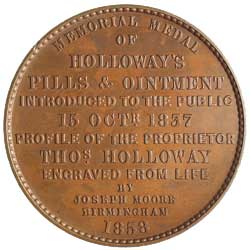 MEMORIAL MEDAL
OF
HOLLOWAY'S
PILLS & OINTMENT
INTRODUCED TO THE PUBLIC
15 OCTR 1837
PROFILE OF THE PROPRIETOR
THOS HOLLOWAY
ENGRAVED FROM LIFE
BY
JOSEPH MOORE
BIRMINGHAM
1858